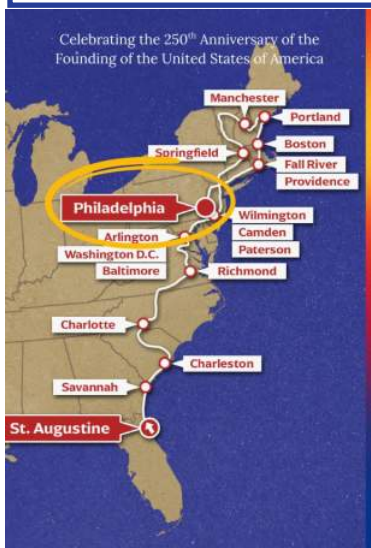 Celebrating the 250th Anniversary of the
Founding of the United States of America
Manchester
Portland
Springfield
Boston
Fall River
Providence
Philadelphia
Wilmington
Camden
Paterson
Arlington
Washington D.C.
Baltimore
Richmond
Charlotte
Charleston
Savannah
St. Augustine